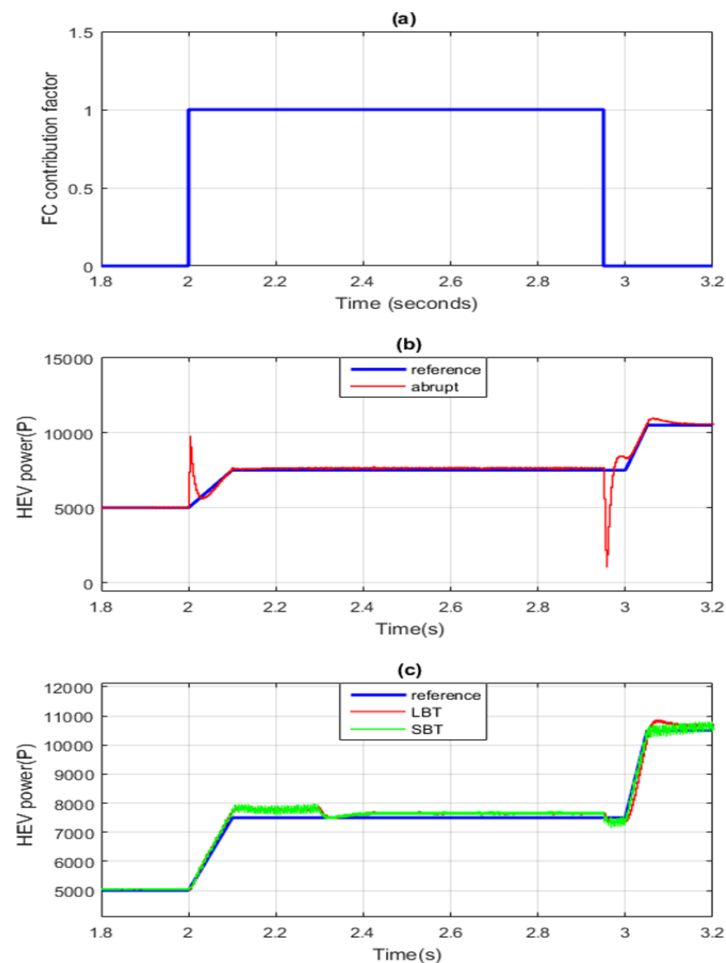 (a)
1.5
1
0.5
0
FC contribution factor
1.8 2 2.2 2.4 2.6 2.8 3 3.2
Time (seconds)
(b)
15000
10000
5000
0
HEV power(P)
reference
abrupt
1.8 2 2.2 2.4 2.6 2.8 3 3.2
Time(s)
(c)
12000
11000
10000
9000
8000
7000
6000
5000
HEV power(P)
reference
LBT
SBT
1.8 2 2.2 2.4 2.6 2.8 3 3.2
Time(s)